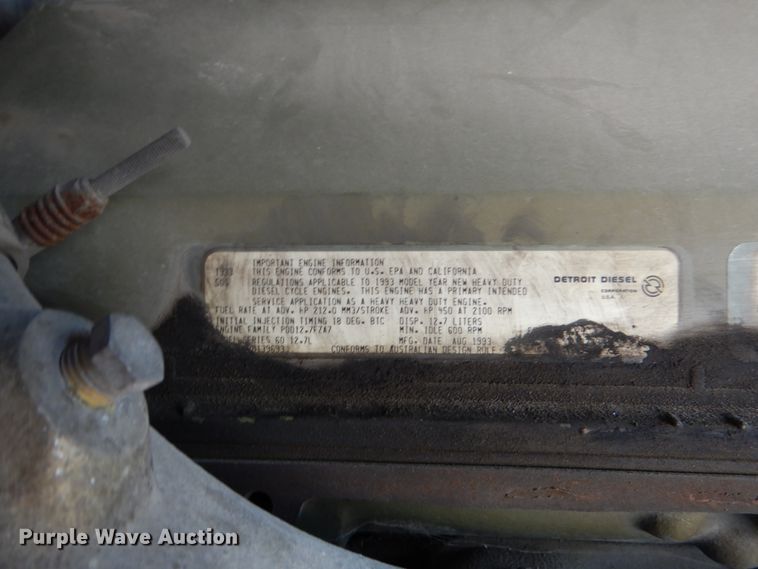 IMPORTANT ENGINE INFORMATION
1993 THIS ENGINE CONFORMS TO U.S. EPA AND CALIFORNIA
50S REGULATIONS APPLICABLE TO 1993 MODEL YEAR NEW HEAVY DUTY
DIESEL CYCLE ENGINES. THIS ENGINE HAS A PRIMARY INTENDED
SERVICE APPLICATION AS A HEAVY HEAVY DUTY ENGINE.
FUEL RATE AT ADV. HP 212.0 MM3/STROKE ADV. HP 450 AT 2100 RPM
INITIAL INJECTION TIMING 18 DEG. BTC DISP. 12.7 LITERS
ENGINE FAMILY MIN. IDLE 600 RPM
SERIES 60 12.7L MFG. DATE AUG 1993
CONFORMS TO AUSTRALIAN DESIGN RULE
DETROIT DIESEL
CORPORATION
U.S.A.
Purple Wave Auction